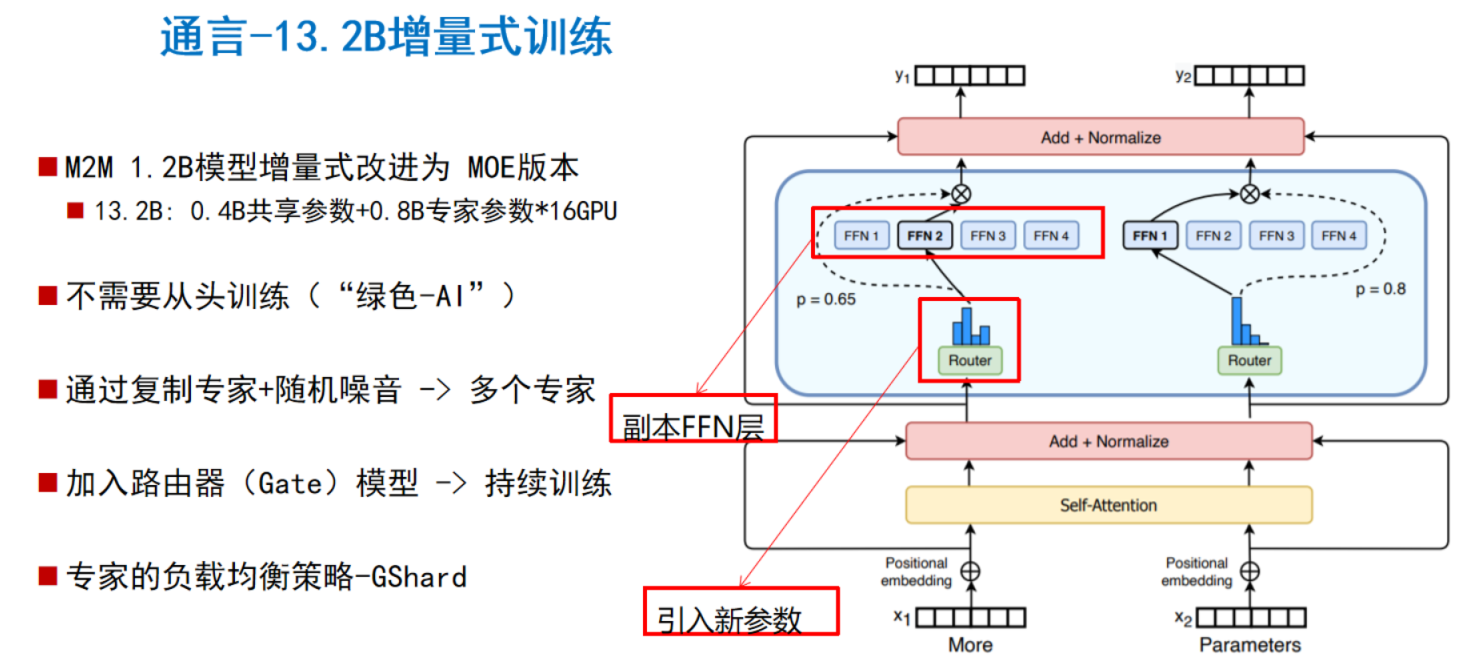 通言-13.2B增量式训练
■M2M 1.2B模型增量式改进为 MOE版本
■ 13.2B: 0.4B共享参数+0.8B专家参数*16GPU
■不需要从头训练(“绿色-AI”)
■通过复制专家+随机噪音 -> 多个专家
■加入路由器(Gate)模型 -> 持续训练
■专家的负载均衡策略-GShard
y1 y2
Add + Normalize
FFN 1 FFN 2 FFN 3 FFN 4 FFN 1 FFN 2 FFN 3 FFN 4
p = 0.65 p = 0.8
Router Router
副本FFN层
Add + Normalize
Self-Attention
Positional embedding Positional embedding
引入新参数
x1 x2
More Parameters